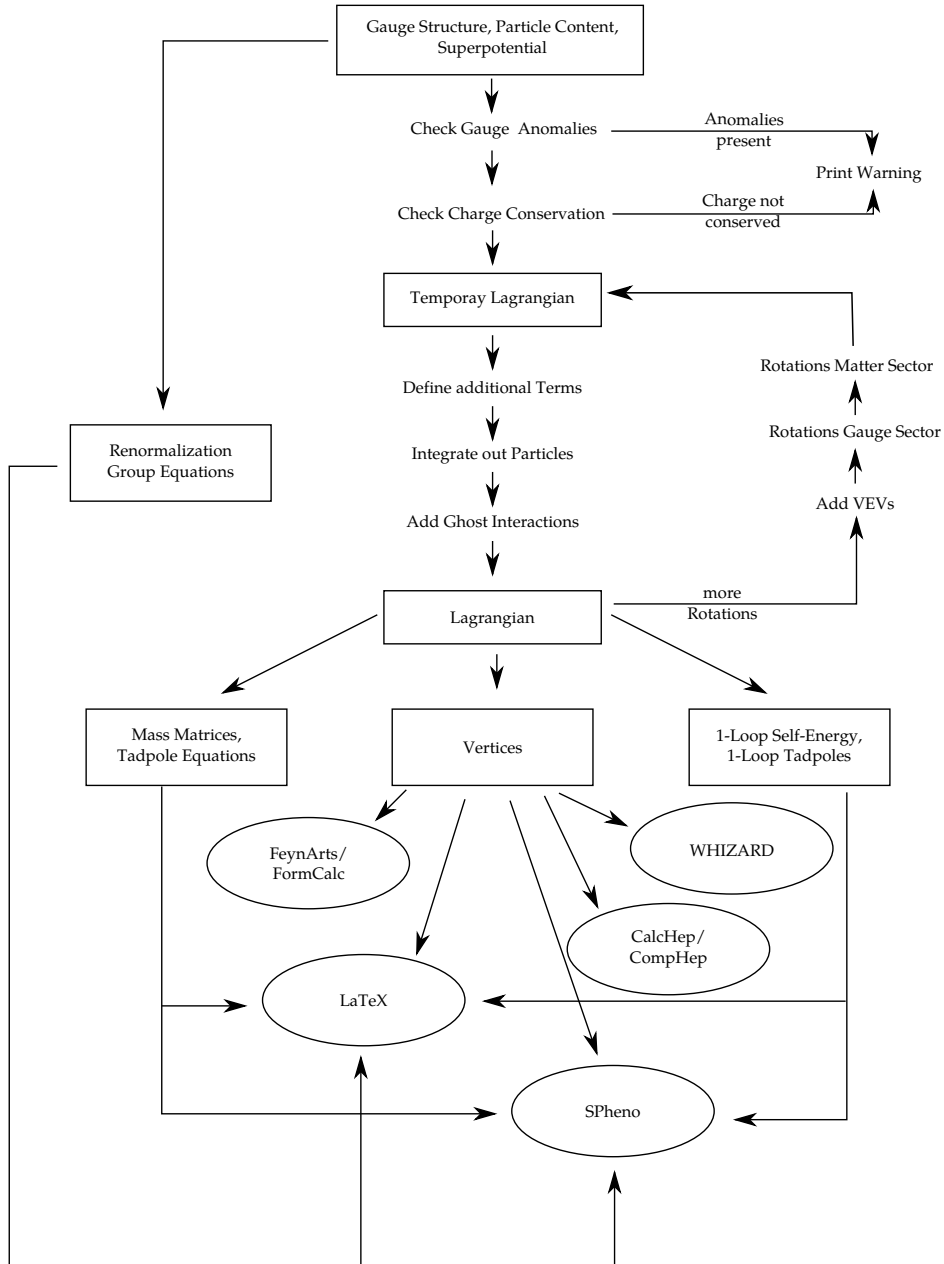 Gauge Structure, Particle Content,
Superpotential
Check Gauge Anomalies
Anomalies
present
Print Warning
Check Charge Conservation
Charge not
conserved
Temporay Lagrangian
Rotations Matter Sector
Define additional Terms
Rotations Gauge Sector
Renormalization
Group Equations
Integrate out Particles
Add VEVs
Add Ghost Interactions
more
Rotations
Lagrangian
Mass Matrices,
Tadpole Equations
Vertices
1-Loop Self-Energy,
1-Loop Tadpoles
FeynArts/
FormCalc
WHIZARD
CalcHep/
CompHep
LaTeX
SPheno